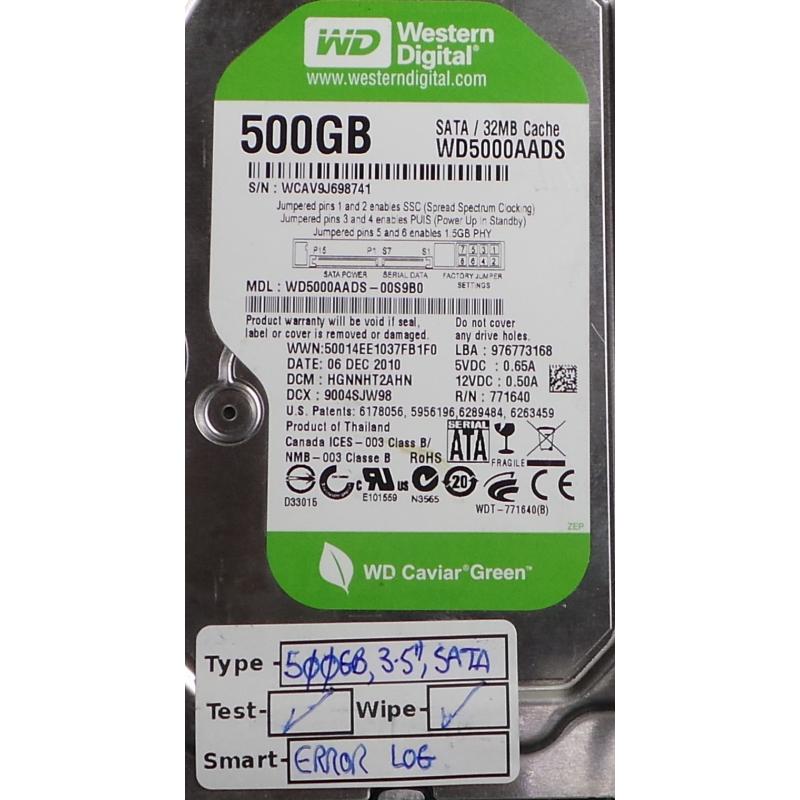 WD Western
Digital®
www.westerndigital.com
500GB
SATA / 32MB Cache
WD5000AADS
S/N : WCAV9J698741
Jumpered pins 1 and 2 enables SSC (Spread Spectrum Clocking)
Jumpered pins 3 and 4 enables PUIS (Power Up in Standby)
Jumpered pins 5 and 6 enables 1.5GB PHY
P15 P1 S7 S1 7 5 3 1
8 6 4 2
SATA POWER SERIAL DATA FACTORY JUMPER
SETTINGS
MDL : WD5000AADS-00S9B0
Product warranty will be void if seal,
label or cover is removed or damaged.
Do not cover
any drive holes.
WWN:50014EE1037FB1F0
LBA : 976773168
DATE: 06 DEC 2010
5VDC : 0.65A
DCM : HGNNHT2AHN
12VDC : 0.50A
DCX : 9004SJW98
R/N : 771640
U.S. Patents: 6178056, 5956196,6289484, 6263459
Product of Thailand
Canada ICES-003 Class B/
NMB-003 Classe B RoHS
SERIAL
ATA
FRAGILE
D33015
c UR us
E101559
N3565
20
CE
WDT-771640(B)
ZEP
WD Caviar®Green™
Type - 500GB, 3.5", SATA
Test- ✓ Wipe- ✓
Smart- ERROR LOG